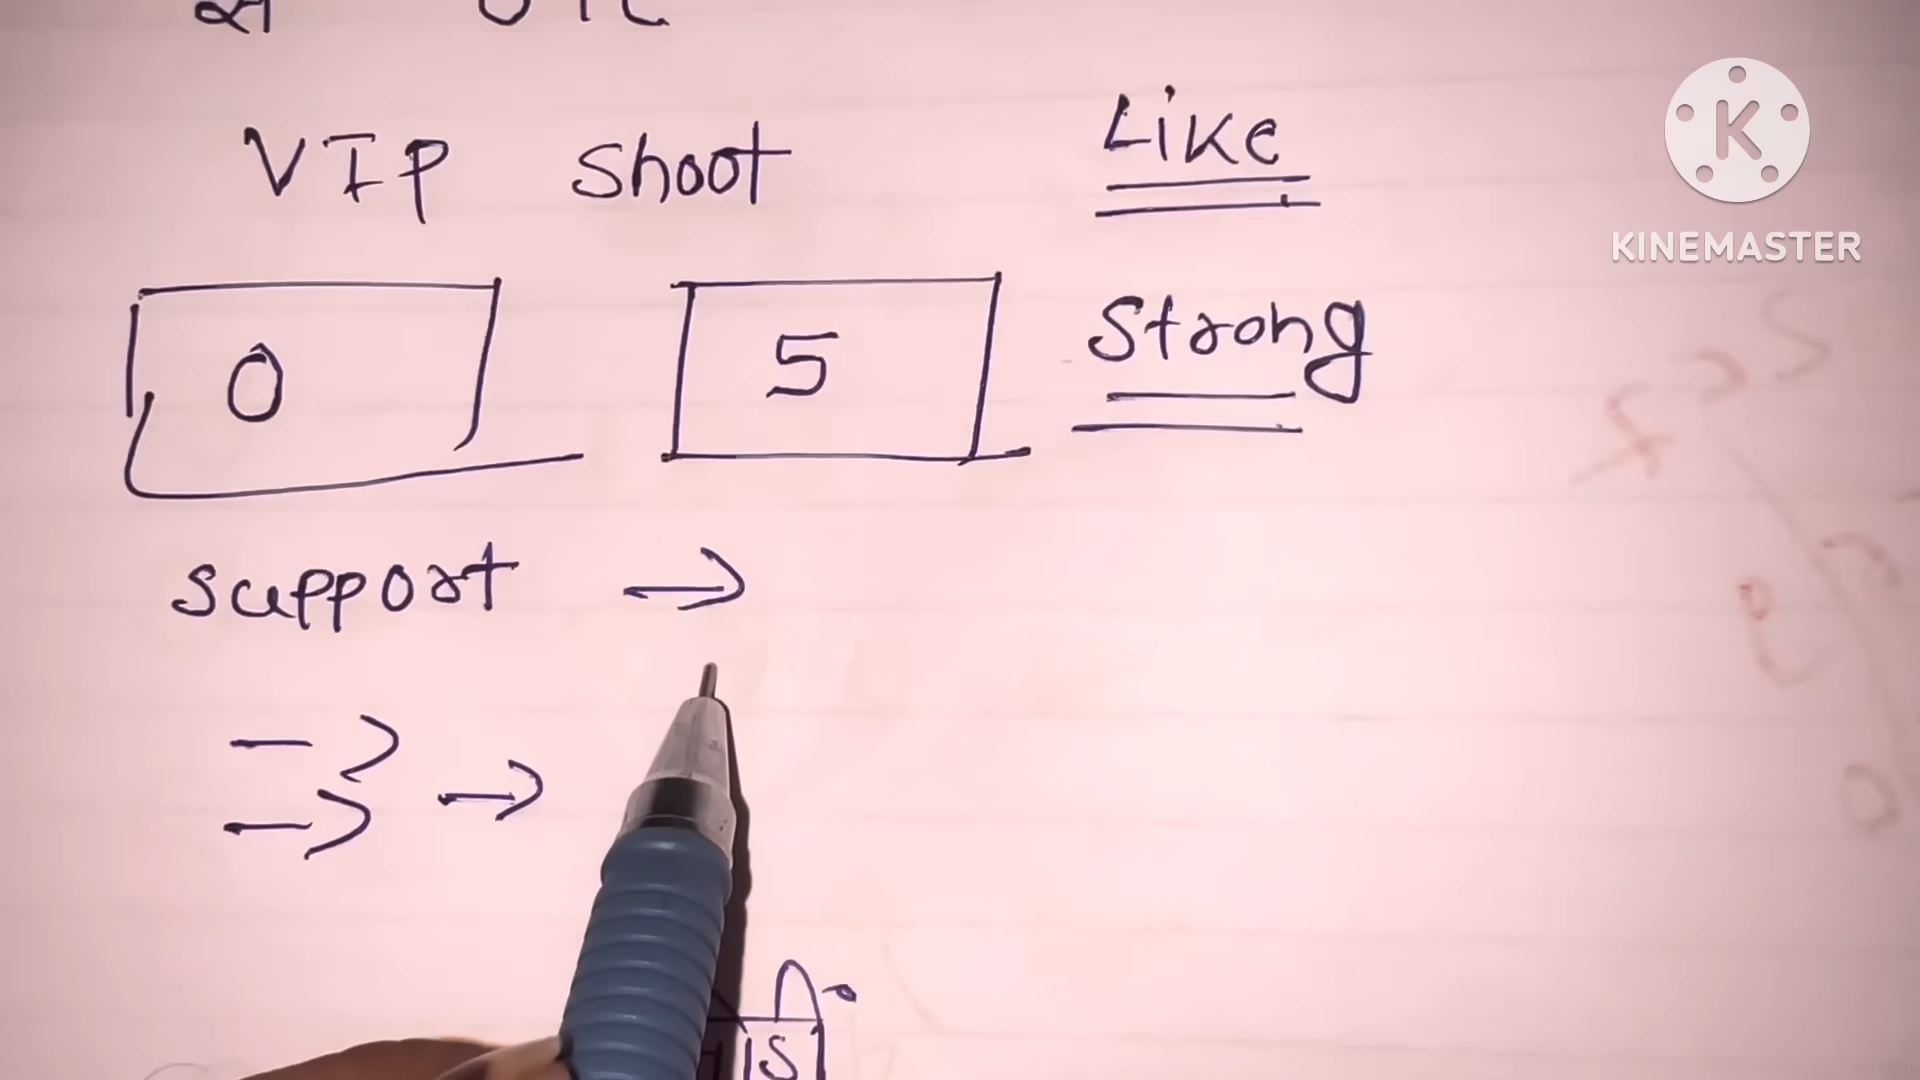 VIP Shoot
Like
K
KINEMASTER
0 5
Strong
Support →
→ →
→
S